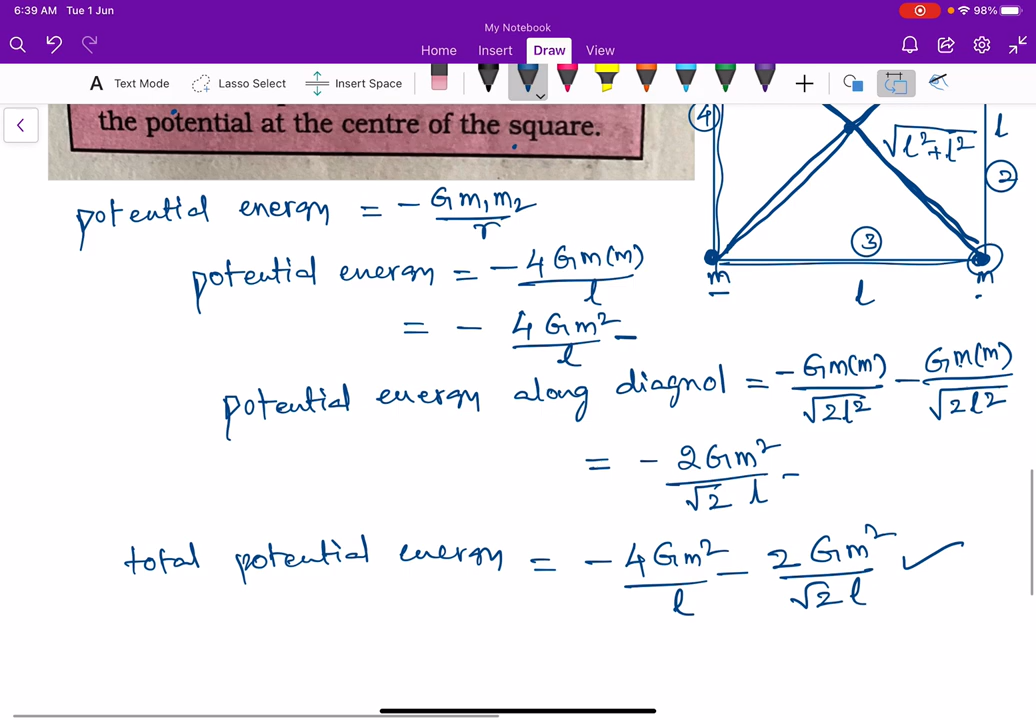 6:39 AM Tue 1 Jun
98%
My Notebook
Home Insert Draw View
A Text Mode Lasso Select Insert Space
the potential at the centre of the square.
4
√l²+l²
l
2
3
m
l
m
potential energy = - Gm₁m₂/r
potential energy = - 4Gm(m)/l
= - 4Gm²/l
potential energy along diagnol = - Gm(m)/√2l² - Gm(m)/√2l²
= - 2Gm²/√2 l
total potential energy = - 4Gm²/l - 2Gm²/√2 l ✓